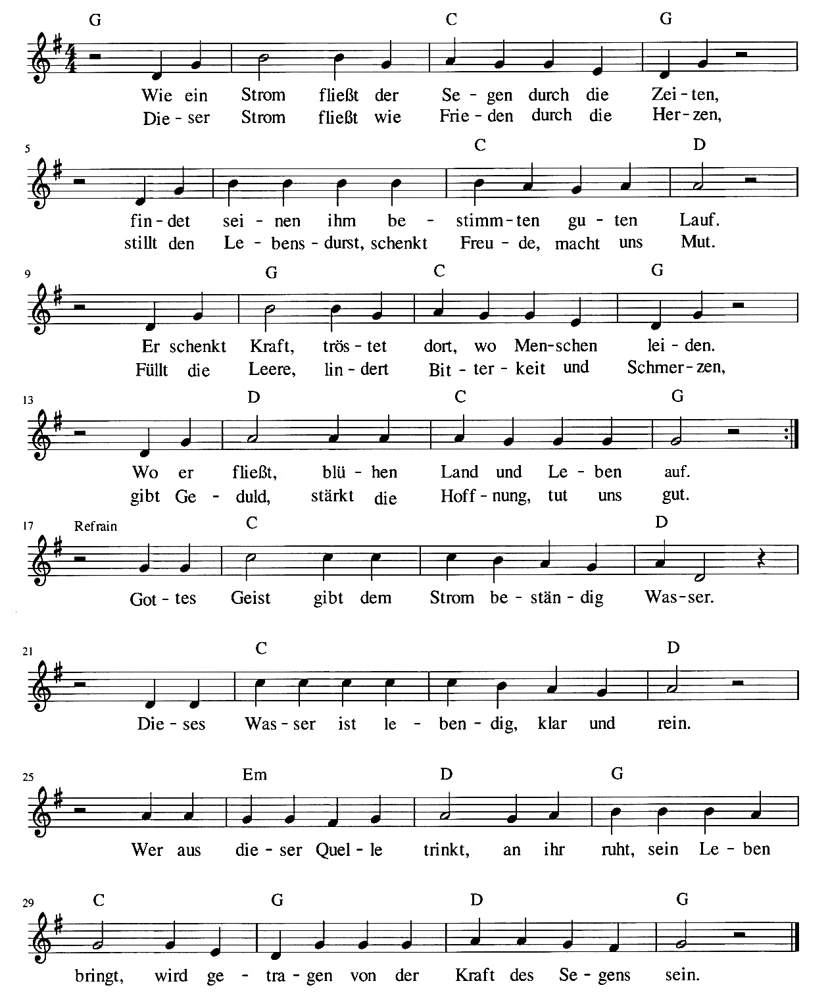 G C G
Wie ein Strom fließt der Se - gen durch die Zei - ten,
Die - ser Strom fließt wie Frie - den durch die Her - zen,
5 C D
fin - det sei - nen ihm be - stimm - ten gu - ten Lauf.
stillt den Le - bens - durst, schenkt Freu - de, macht uns Mut.
9 G C G
Er schenkt Kraft, trös - tet dort, wo Men - schen lei - den.
Füllt die Leere, lin - dert Bit - ter - keit und Schmer - zen,
13 D C G
Wo er fließt, blü - hen Land und Le - ben auf.
gibt Ge - duld, stärkt die Hoff - nung, tut uns gut.
17 Refrain C D
Got - tes Geist gibt dem Strom be - stän - dig Was - ser.
21 C D
Die - ses Was - ser ist le - ben - dig, klar und rein.
25 Em D G
Wer aus die - ser Quel - le trinkt, an ihr ruht, sein Le - ben
29 C G D G
bringt, wird ge - tra - gen von der Kraft des Se - gens sein.